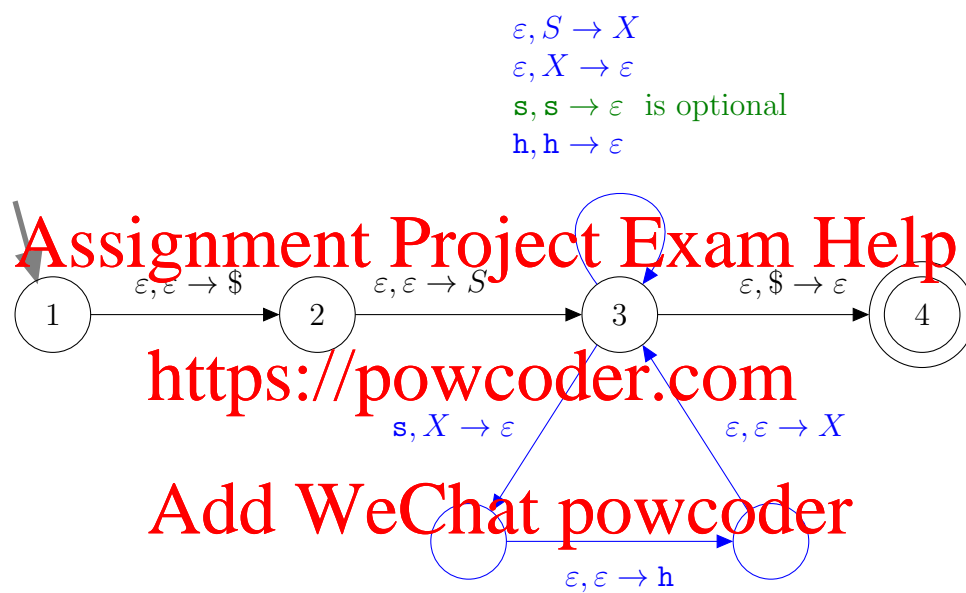 ε, S → X
ε, X → ε
s, s → ε is optional
h, h → ε
Assignment Project Exam Help
ε, ε → $
ε, ε → S
ε, $ → ε
1
2
3
4
https://powcoder.com
s, X → ε
ε, ε → X
Add WeChat powcoder
ε, ε → h